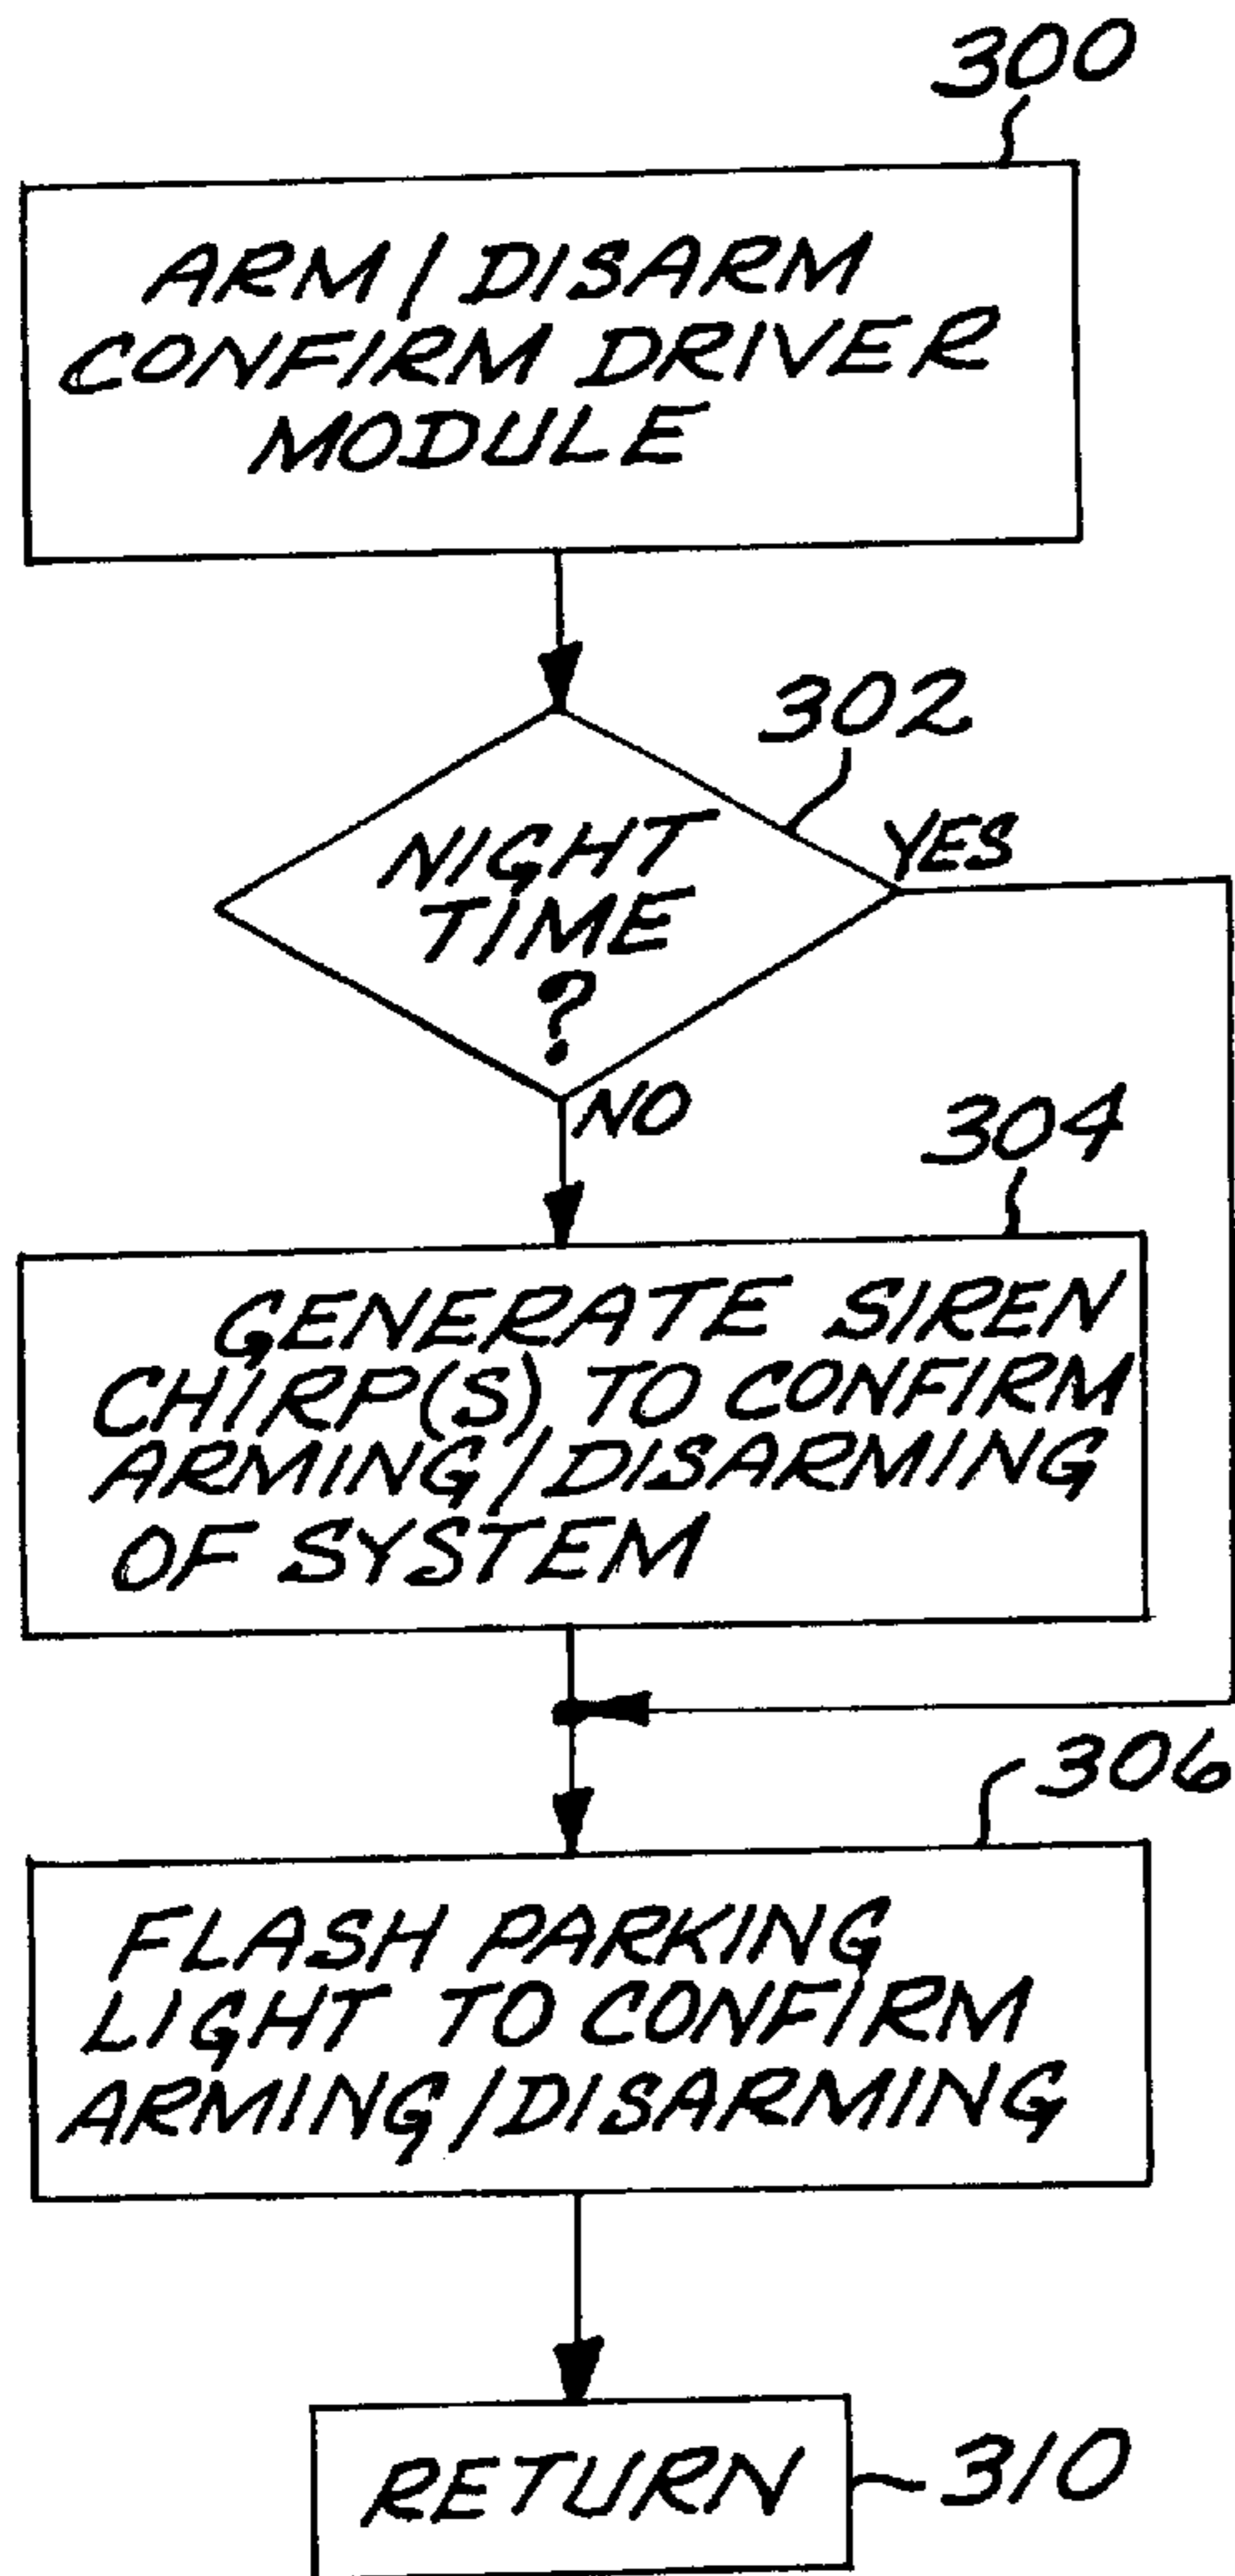 300
ARM/DISARM
CONFIRM DRIVER
MODULE
302
NIGHT
TIME
?
YES
NO
304
GENERATE SIREN
CHIRP(S) TO CONFIRM
ARMING/DISARMING
OF SYSTEM
306
FLASH PARKING
LIGHT TO CONFIRM
ARMING/DISARMING
RETURN
310